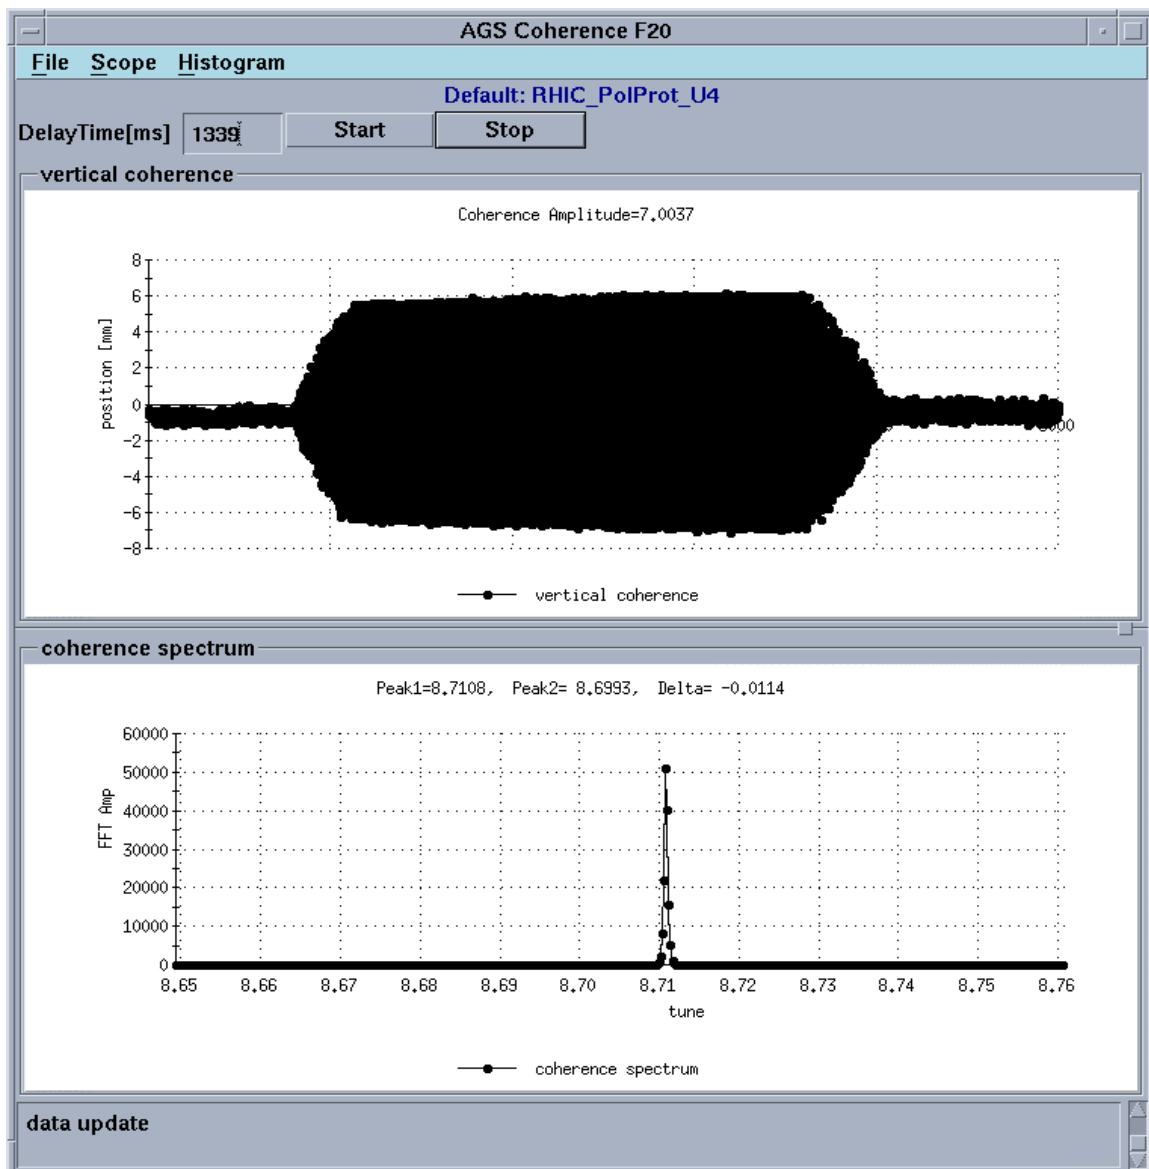 AGS Coherence F20
File Scope Histogram
Default: RHIC_PolProt_U4
DelayTime[ms] 1339 Start Stop
vertical coherence
Coherence Amplitude=7.0037
8
6
4
2
0
-2
-4
-6
-8
position [mm]
vertical coherence
coherence spectrum
Peak1=8.7108, Peak2= 8.6993, Delta= -0.0114
60000
50000
40000
30000
20000
10000
0
FFT Amp
8.65 8.66 8.67 8.68 8.69 8.70 8.71 8.72 8.73 8.74 8.75 8.76
tune
coherence spectrum
data update